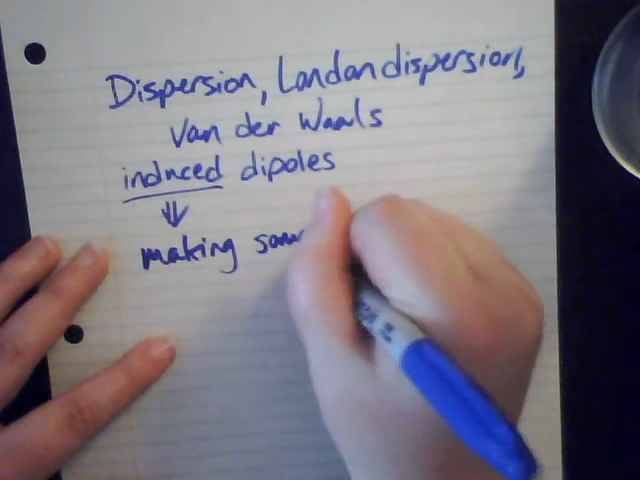 Dispersion, London dispersion,
Van der Waals
induced dipoles
⇓
making